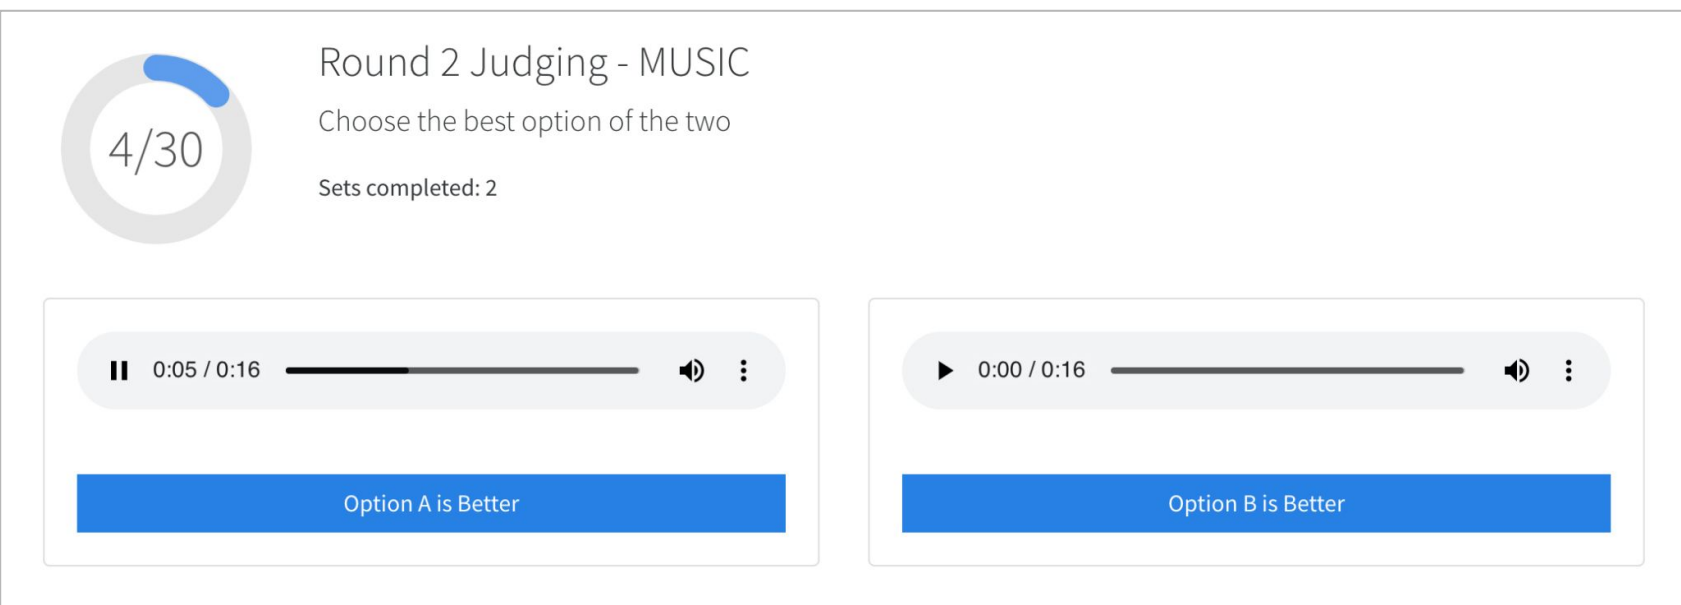 4/30
Round 2 Judging - MUSIC
Choose the best option of the two
Sets completed: 2
0:05 / 0:16
Option A is Better
0:00 / 0:16
Option B is Better